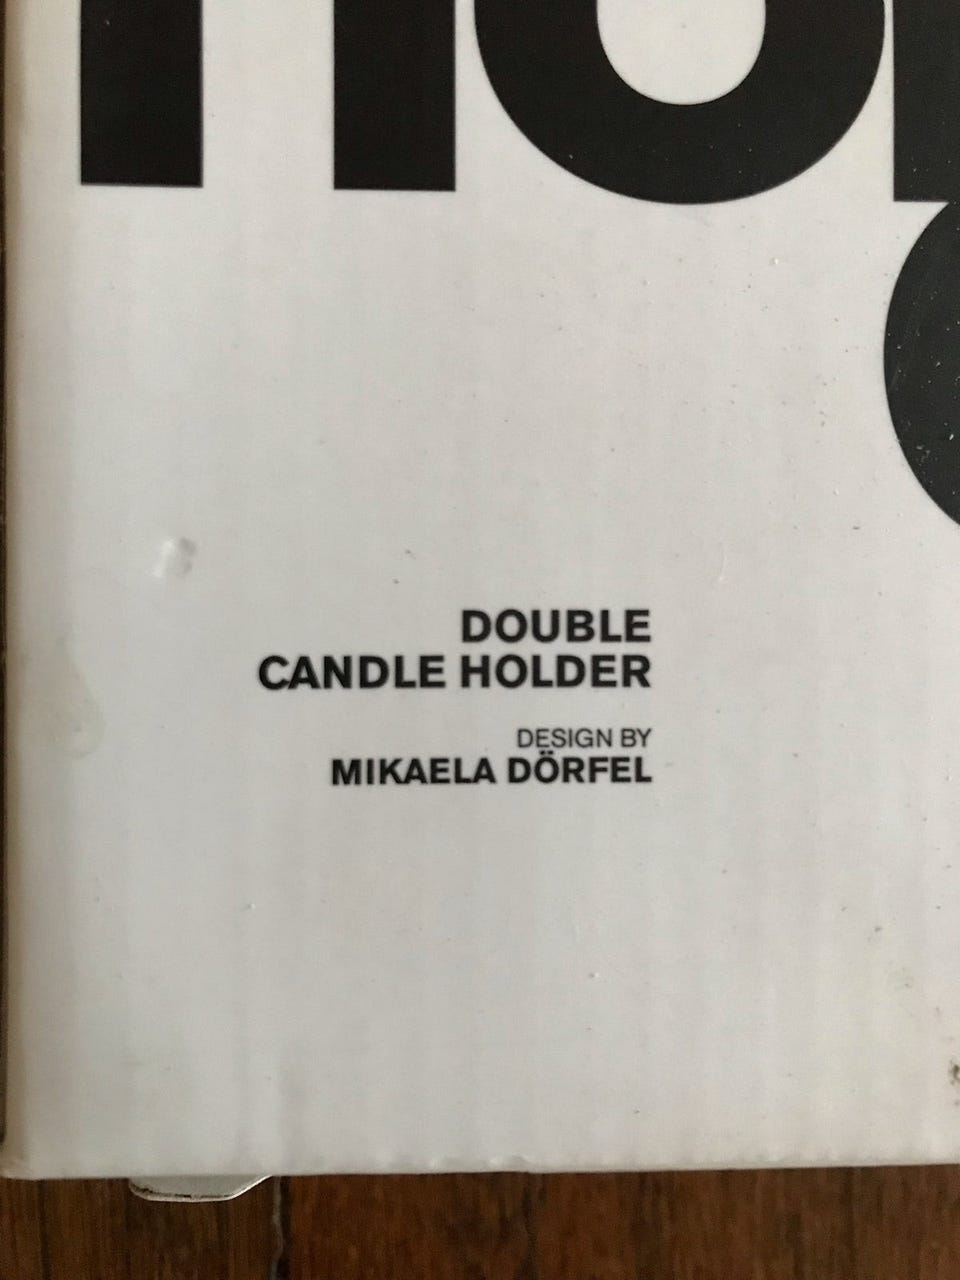 DOUBLE
CANDLE HOLDER
DESIGN BY
MIKAELA DÖRFEL